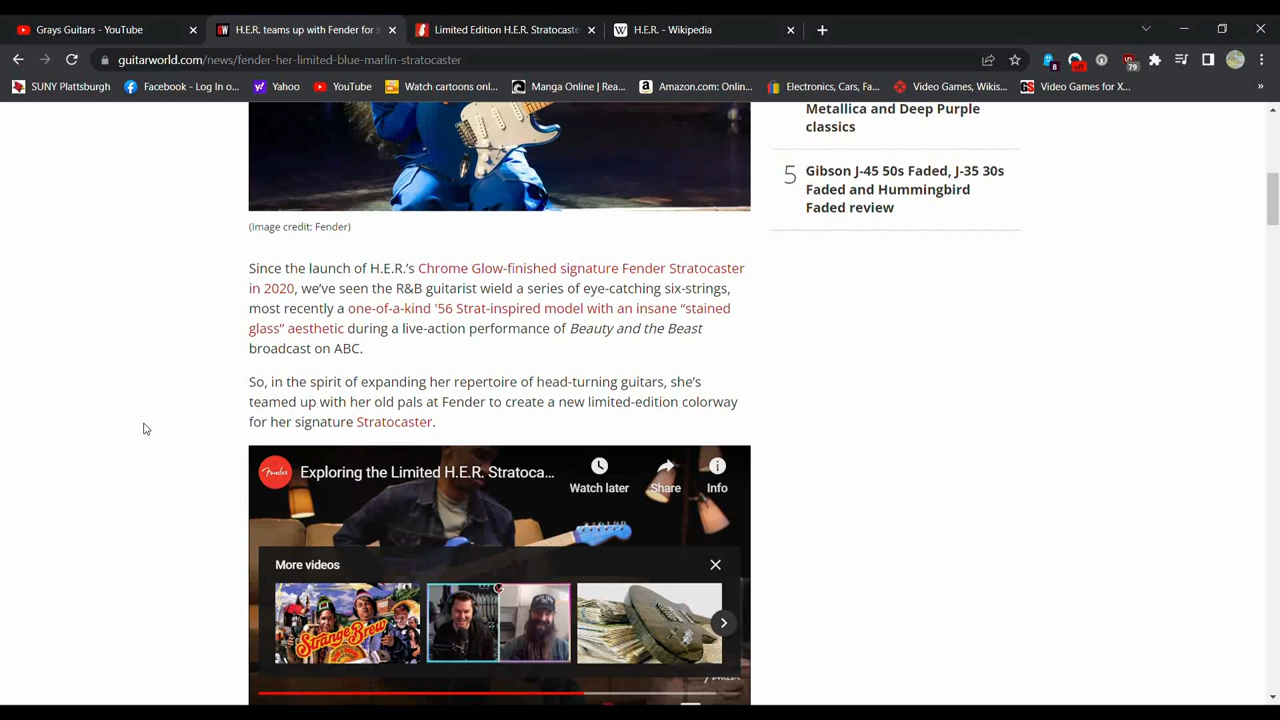 Grays Guitars - YouTube
H.E.R. teams up with Fender for s
Limited Edition H.E.R. Stratocaste
H.E.R. - Wikipedia
guitarworld.com/news/fender-her-limited-blue-marlin-stratocaster
8
off
79
SUNY Plattsburgh
Facebook - Log In o...
Yahoo
YouTube
Watch cartoons onl...
Manga Online | Rea...
Amazon.com: Onlin...
Electronics, Cars, Fa...
Video Games, Wikis...
Video Games for X...
»
Metallica and Deep Purple
classics
5
Gibson J-45 50s Faded, J-35 30s
Faded and Hummingbird
Faded review
(Image credit: Fender)
Since the launch of H.E.R.’s Chrome Glow-finished signature Fender Stratocaster
in 2020, we’ve seen the R&B guitarist wield a series of eye-catching six-strings,
most recently a one-of-a-kind '56 Strat-inspired model with an insane “stained
glass” aesthetic during a live-action performance of Beauty and the Beast
broadcast on ABC.
So, in the spirit of expanding her repertoire of head-turning guitars, she’s
teamed up with her old pals at Fender to create a new limited-edition colorway
for her signature Stratocaster.
Fender
Exploring the Limited H.E.R. Stratoca...
Watch later
Share
Info
More videos
STRANGE BREW